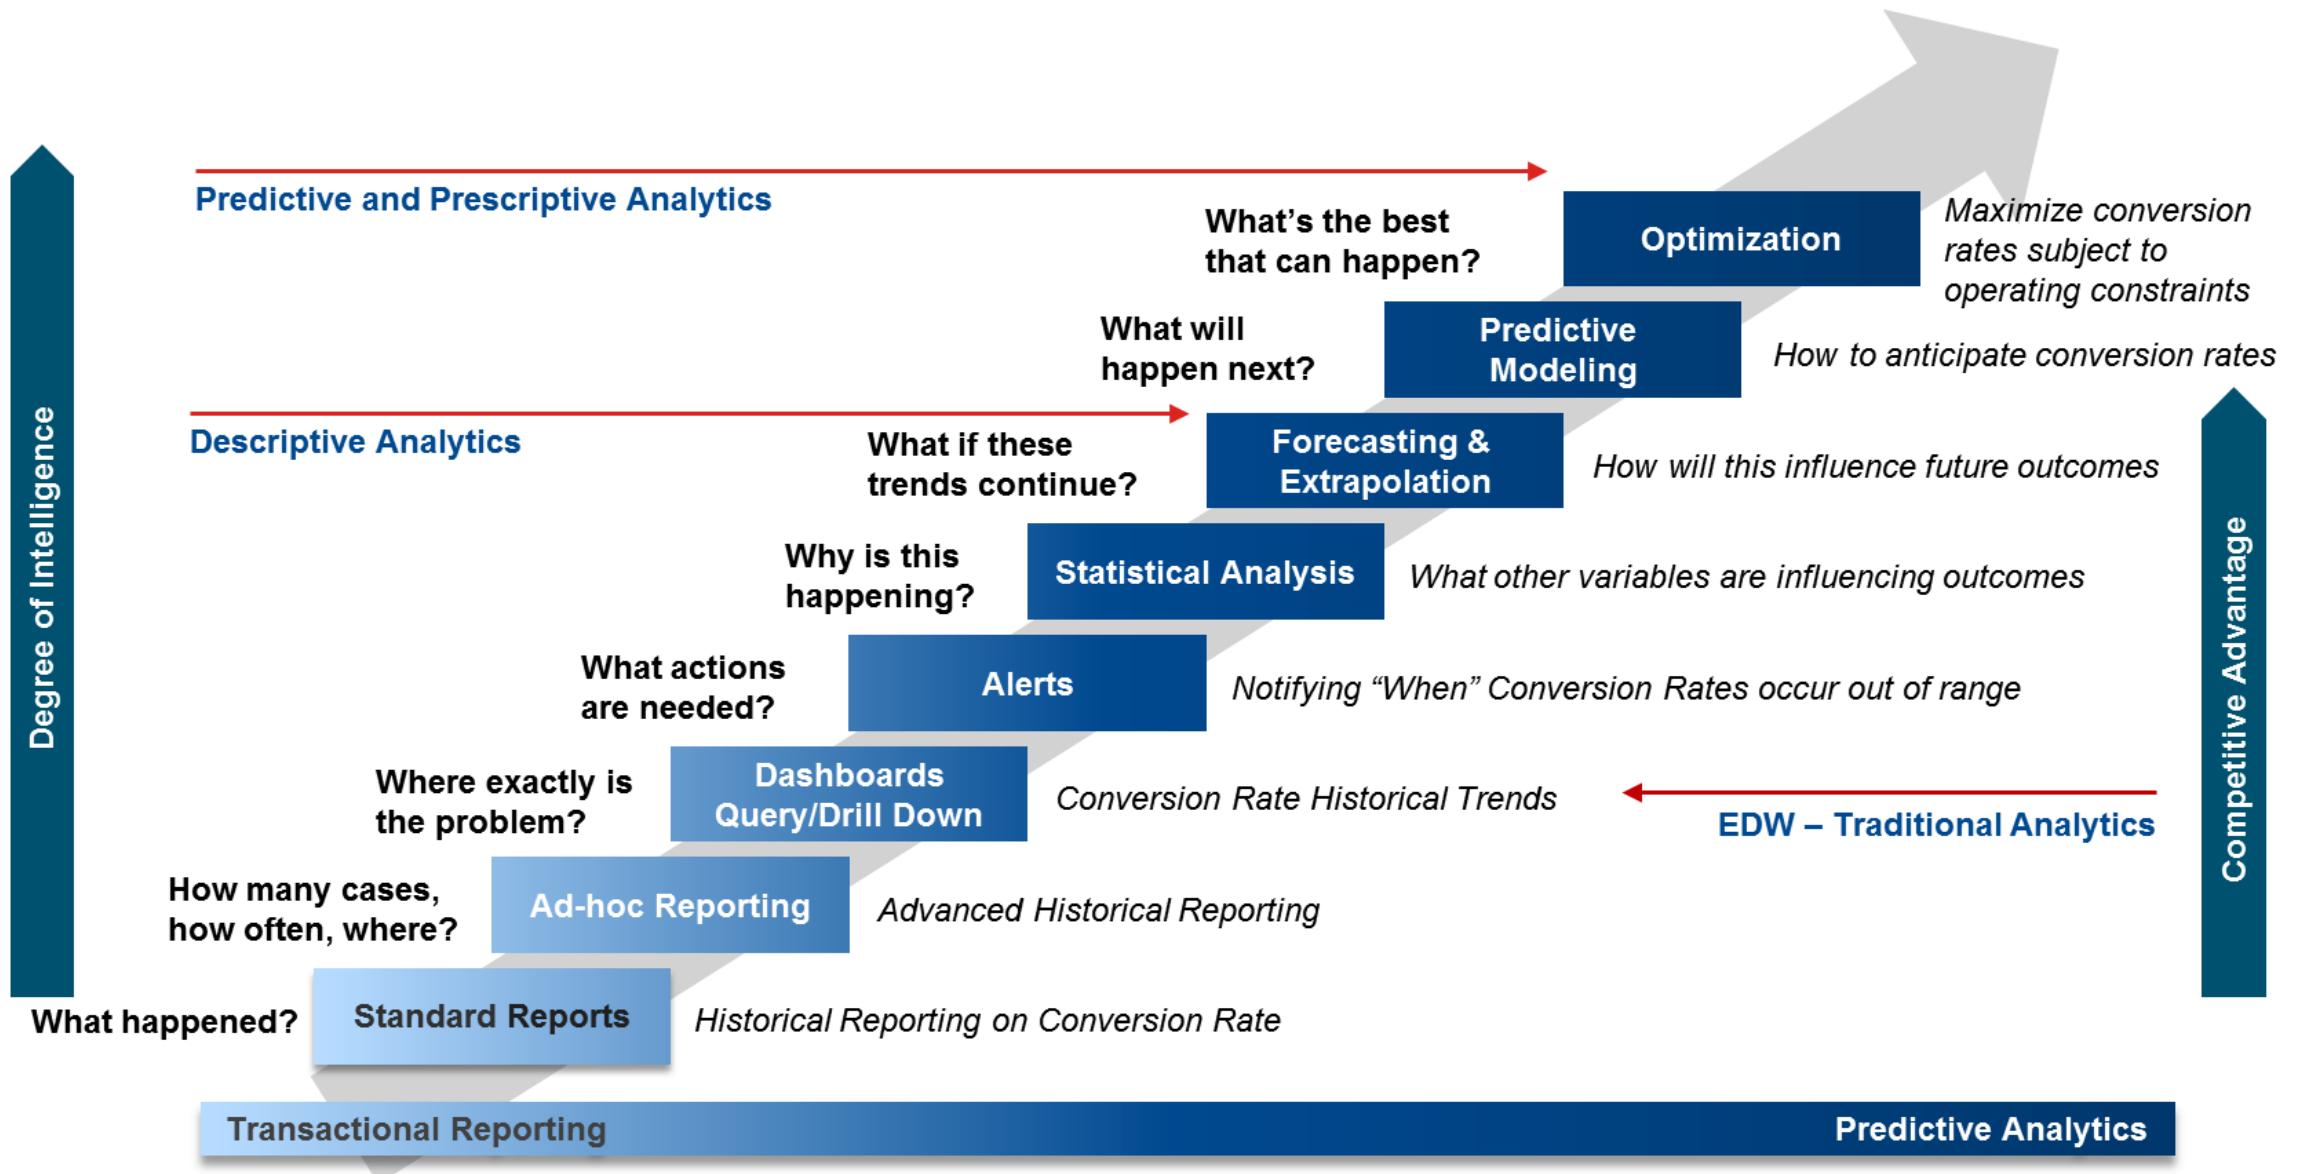 Predictive and Prescriptive Analytics
What's the best
that can happen?
Optimization
Maximize conversion
rates subject to
operating constraints
What will
happen next?
Predictive
Modeling
How to anticipate conversion rates
Descriptive Analytics
What if these
trends continue?
Forecasting &
Extrapolation
How will this influence future outcomes
Why is this
happening?
Statistical Analysis
What other variables are influencing outcomes
What actions
are needed?
Alerts
Notifying “When” Conversion Rates occur out of range
Where exactly is
the problem?
Dashboards
Query/Drill Down
Conversion Rate Historical Trends
EDW – Traditional Analytics
How many cases,
how often, where?
Ad-hoc Reporting
Advanced Historical Reporting
What happened?
Standard Reports
Historical Reporting on Conversion Rate
Degree of Intelligence
Competitive Advantage
Transactional Reporting
Predictive Analytics